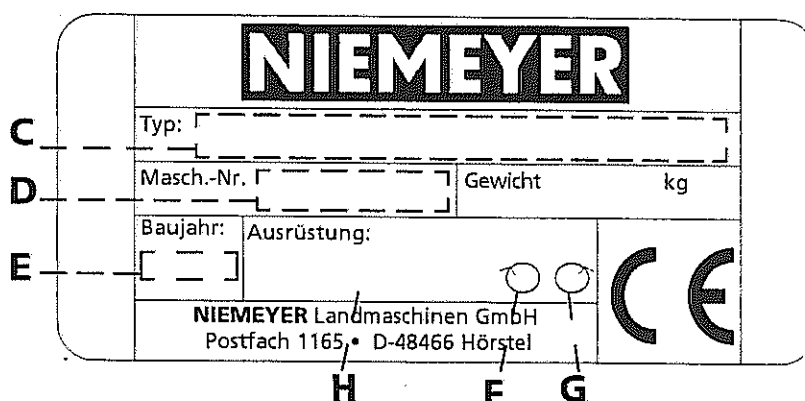 NIEMEYER
C
Typ:
D
Masch.-Nr.
Gewicht kg
E
Baujahr:
Ausrüstung:
CE
NIEMEYER Landmaschinen GmbH
Postfach 1165 • D-48466 Hörstel
H F G